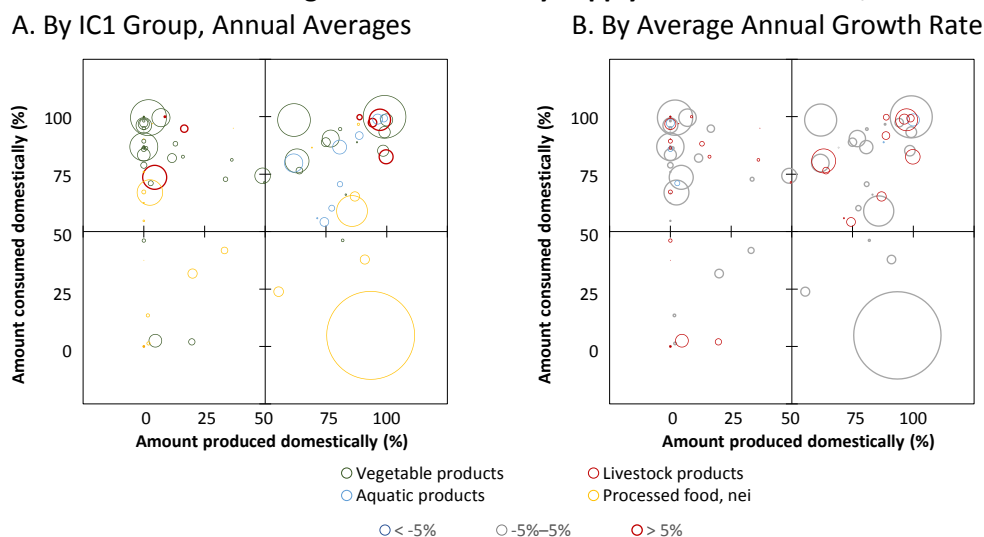 A. By IC1 Group, Annual Averages
B. By Average Annual Growth Rate
Amount consumed domestically (%)
100
75
50
25
0
0 25 50 75 100
Amount produced domestically (%)
Amount consumed domestically (%)
100
75
50
25
0
0 25 50 75 100
Amount produced domestically (%)
Vegetable products
Livestock products
Aquatic products
Processed food, nei
< -5%
-5%–5%
> 5%